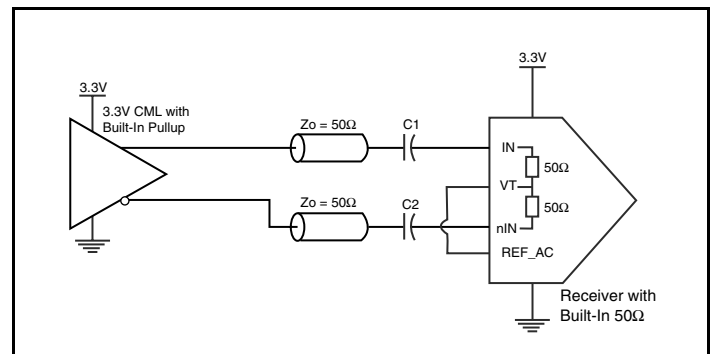 3.3V
3.3V
3.3V CML with
Built-In Pullup
Zo = 50Ω
C1
IN
50Ω
VT
Zo = 50Ω
C2
50Ω
nIN
REF_AC
Receiver with
Built-In 50Ω